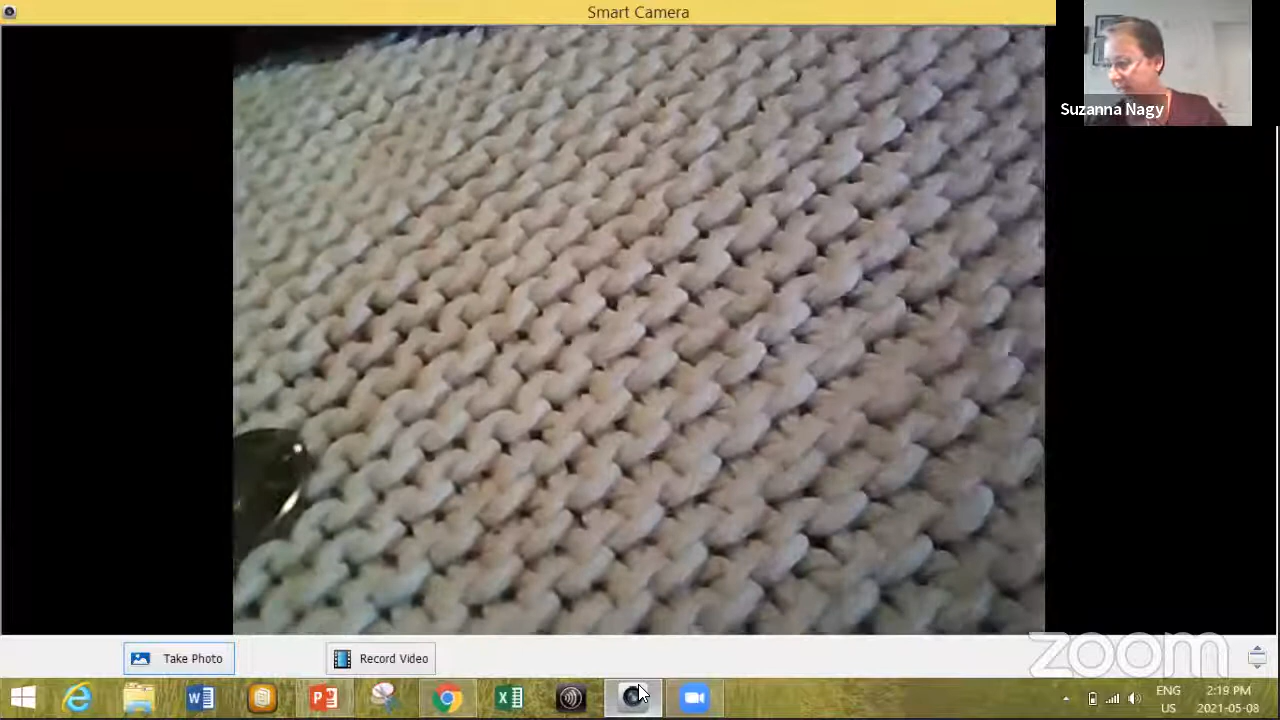 Smart Camera
Suzanna Nagy
Take Photo
Record Video
zoom
ENG
US
2:19 PM
2021-05-08